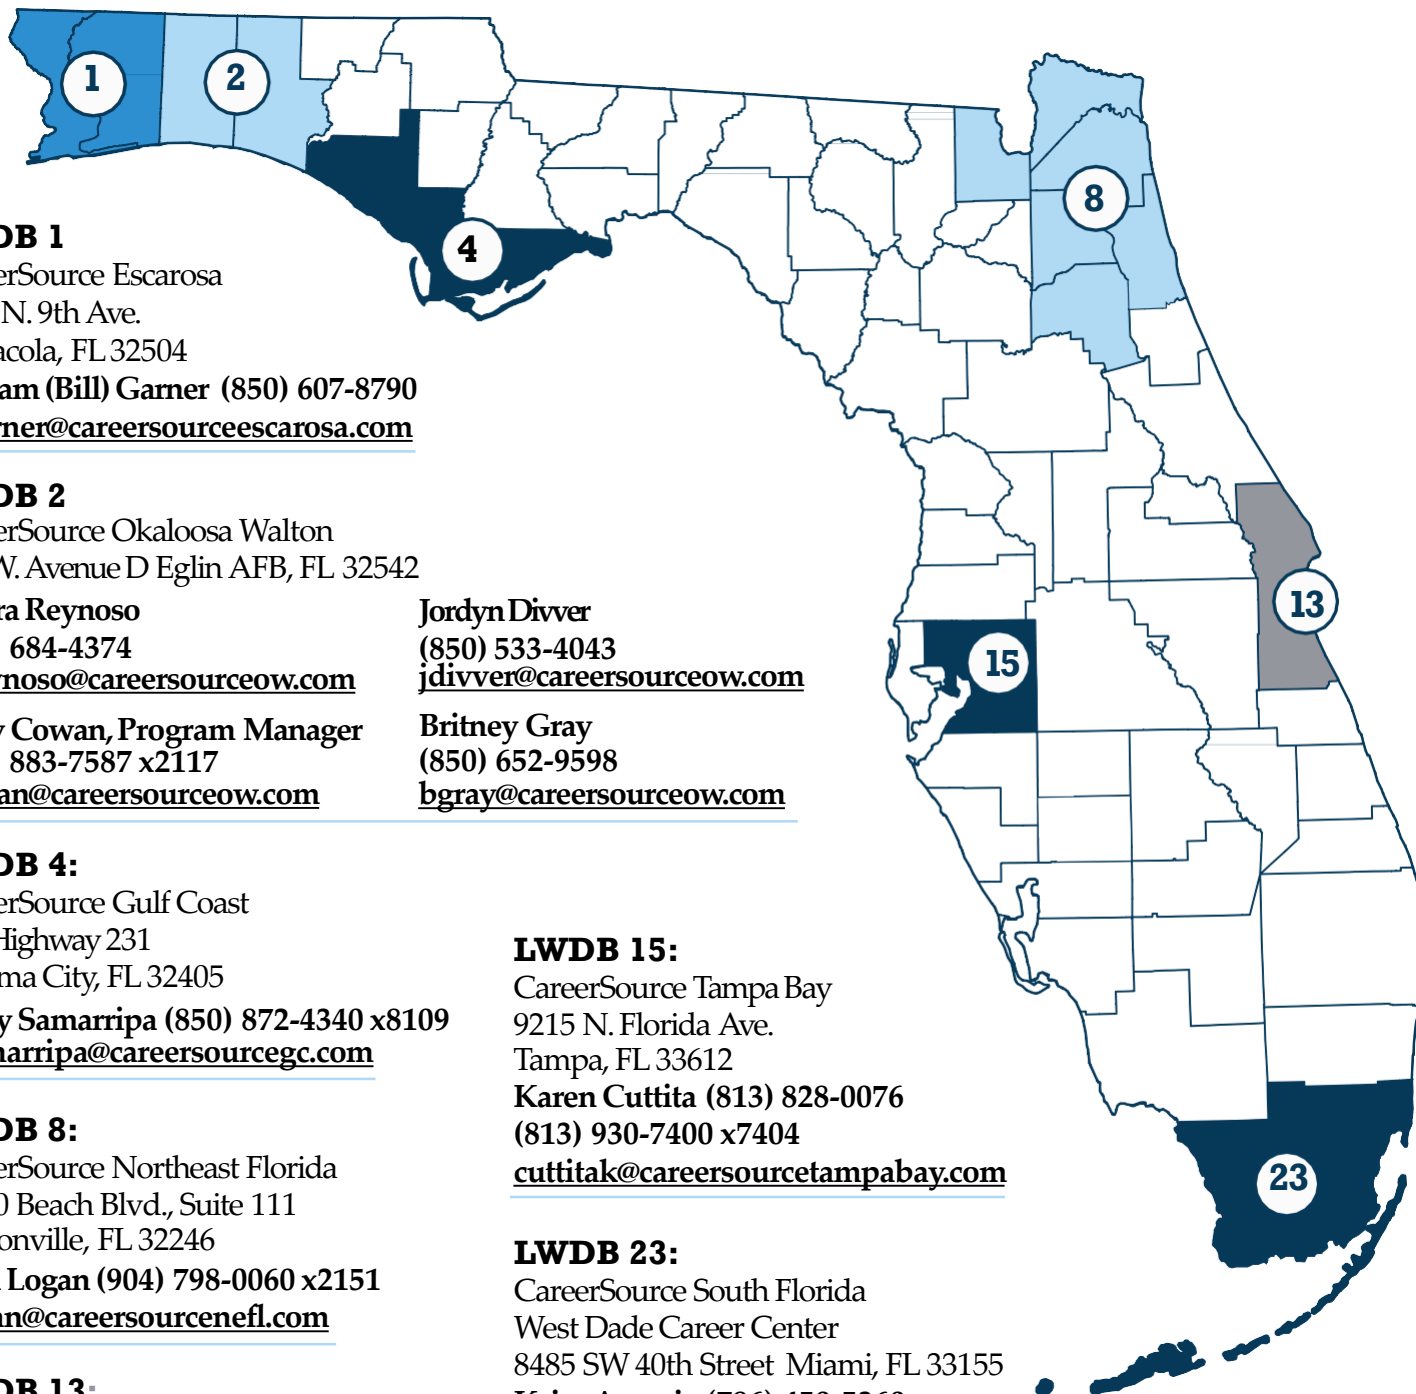 1
2
8
4
13
15
23
DB 1
erSource Escarosa
N. 9th Ave.
acola, FL 32504
am (Bill) Garner (850) 607-8790
rner@careersourceescarosa.com
DB 2
erSource Okaloosa Walton
W. Avenue D Eglin AFB, FL 32542
ra Reynoso
684-4374
ynoso@careersourceow.com
Jordyn Divver
(850) 533-4043
jdivver@careersourceow.com
y Cowan, Program Manager
883-7587 x2117
an@careersourceow.com
Britney Gray
(850) 652-9598
bgray@careersourceow.com
DB 4:
erSource Gulf Coast
Highway 231
ma City, FL 32405
y Samarripa (850) 872-4340 x8109
marripa@careersourcegc.com
DB 8:
erSource Northeast Florida
0 Beach Blvd., Suite 111
onville, FL 32246
Logan (904) 798-0060 x2151
an@careersourcenefl.com
DB 13:
LWDB 15:
CareerSource Tampa Bay
9215 N. Florida Ave.
Tampa, FL 33612
Karen Cuttita (813) 828-0076
(813) 930-7400 x7404
cuttitak@careersourcetampabay.com
LWDB 23:
CareerSource South Florida
West Dade Career Center
8485 SW 40th Street Miami, FL 33155